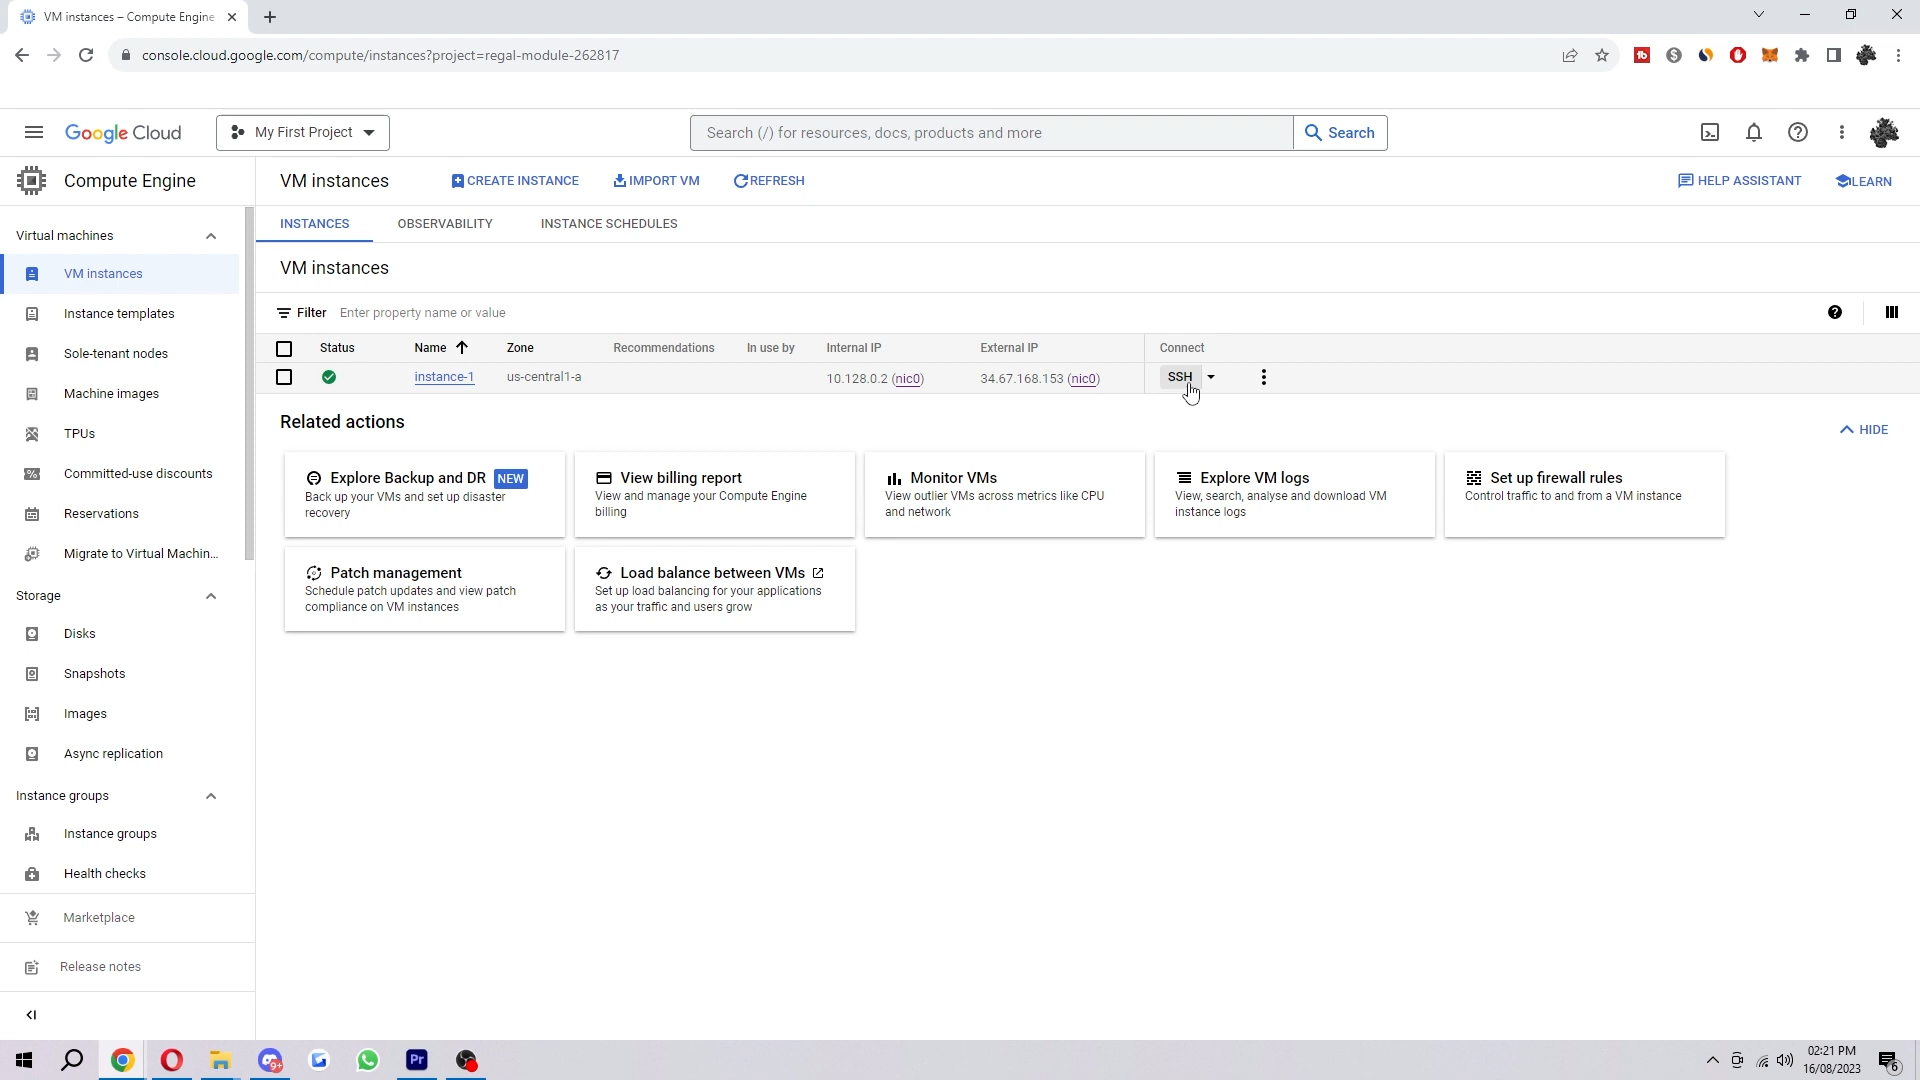 VM instances – Compute Engine
console.cloud.google.com/compute/instances?project=regal-module-262817
Google Cloud
My First Project
Search (/) for resources, docs, products and more
Search
Compute Engine
VM instances
CREATE INSTANCE
IMPORT VM
REFRESH
HELP ASSISTANT
LEARN
INSTANCES
OBSERVABILITY
INSTANCE SCHEDULES
Virtual machines
VM instances
Instance templates
Sole-tenant nodes
Machine images
TPUs
Committed-use discounts
Reservations
Migrate to Virtual Machin...
Storage
Disks
Snapshots
Images
Async replication
Instance groups
Instance groups
Health checks
Marketplace
Release notes
VM instances
Filter Enter property name or value
Status Name Zone Recommendations In use by Internal IP External IP Connect
instance-1 us-central1-a 10.128.0.2 (nic0) 34.67.168.153 (nic0) SSH
Related actions
HIDE
Explore Backup and DR NEW
Back up your VMs and set up disaster
recovery
View billing report
View and manage your Compute Engine
billing
Monitor VMs
View outlier VMs across metrics like CPU
and network
Explore VM logs
View, search, analyse and download VM
instance logs
Set up firewall rules
Control traffic to and from a VM instance
Patch management
Schedule patch updates and view patch
compliance on VM instances
Load balance between VMs
Set up load balancing for your applications
as your traffic and users grow
9+
Pr
02:21 PM
16/08/2023
6